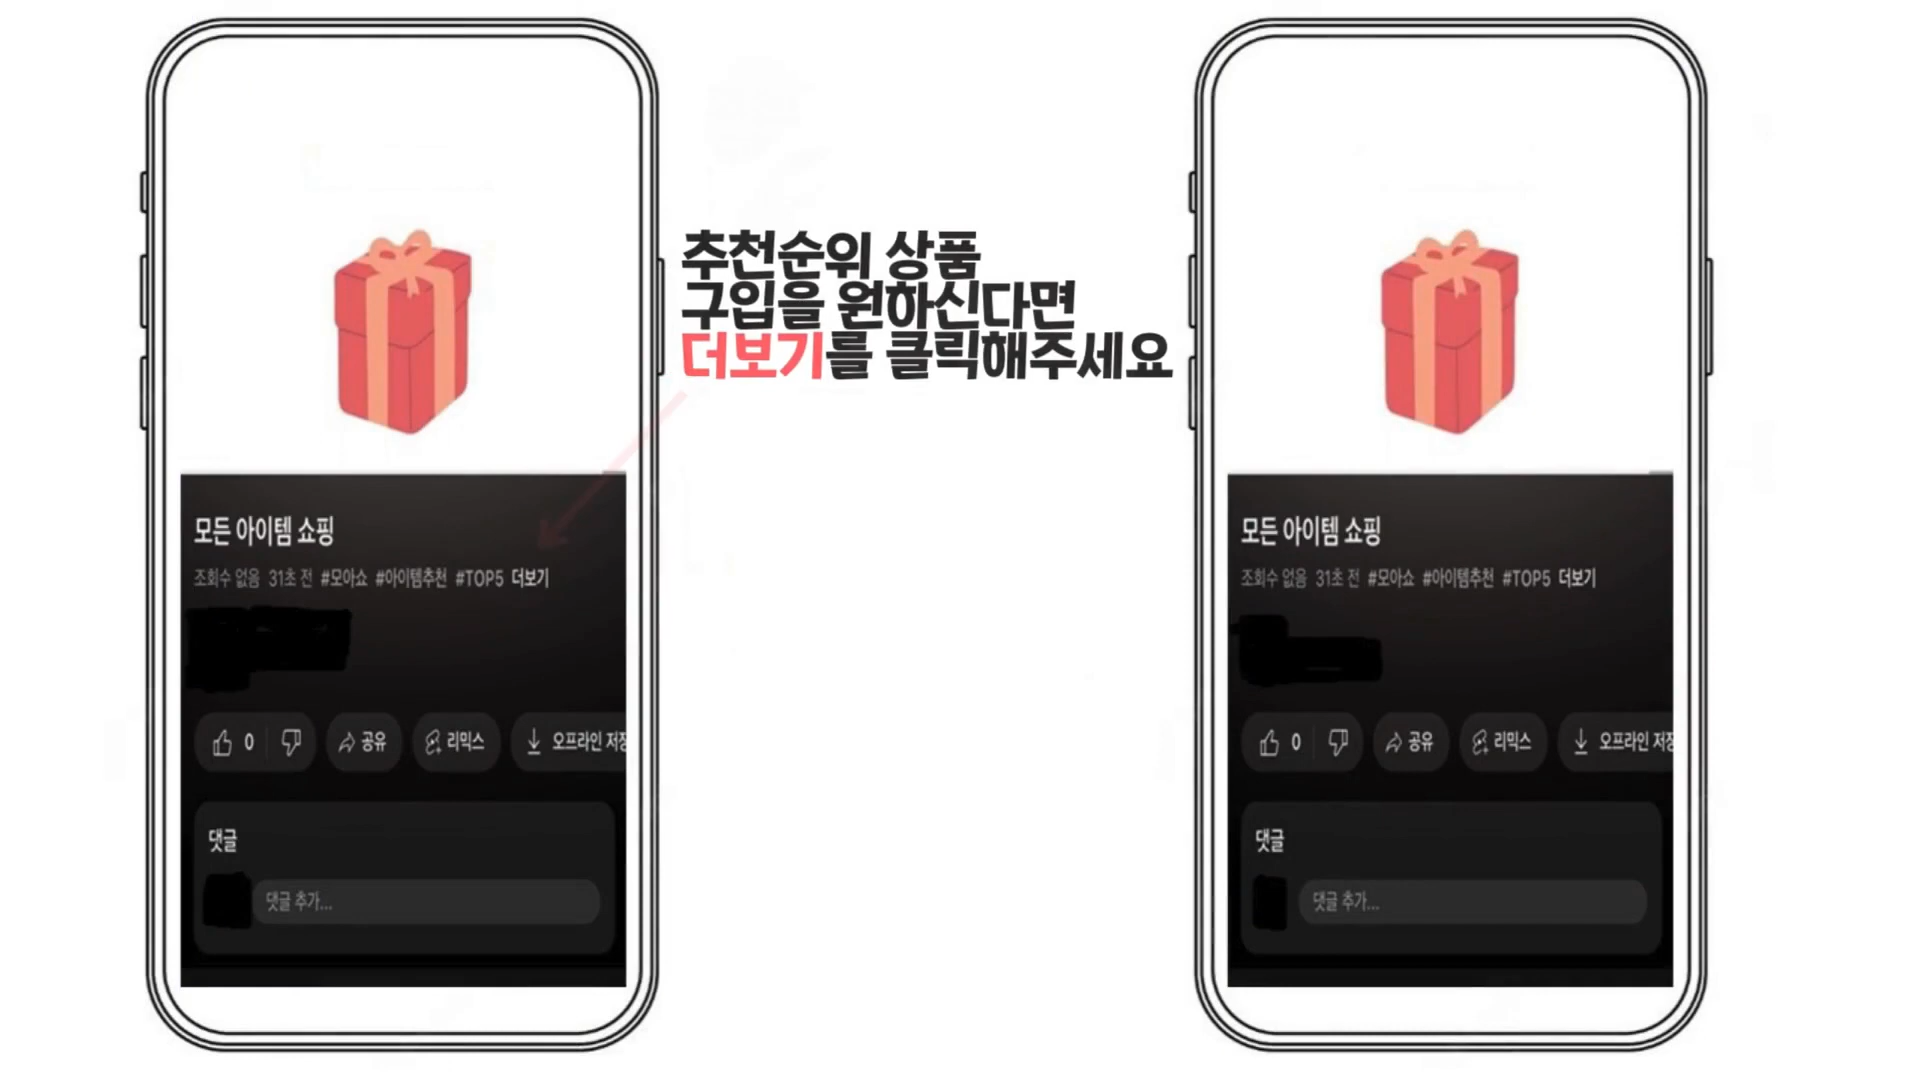 추천순위 상품
구입을 원하신다면
더보기를 클릭해주세요
모든 아이템 쇼핑
조회수 없음 31초 전 #모아쇼 #아이템추천 #TOP5 더보기
0 공유 리믹스 오프라인 저장
댓글
댓글 추가...
모든 아이템 쇼핑
조회수 없음 31초 전 #모아쇼 #아이템추천 #TOP5 더보기
0 공유 리믹스 오프라인 저장
댓글
댓글 추가...